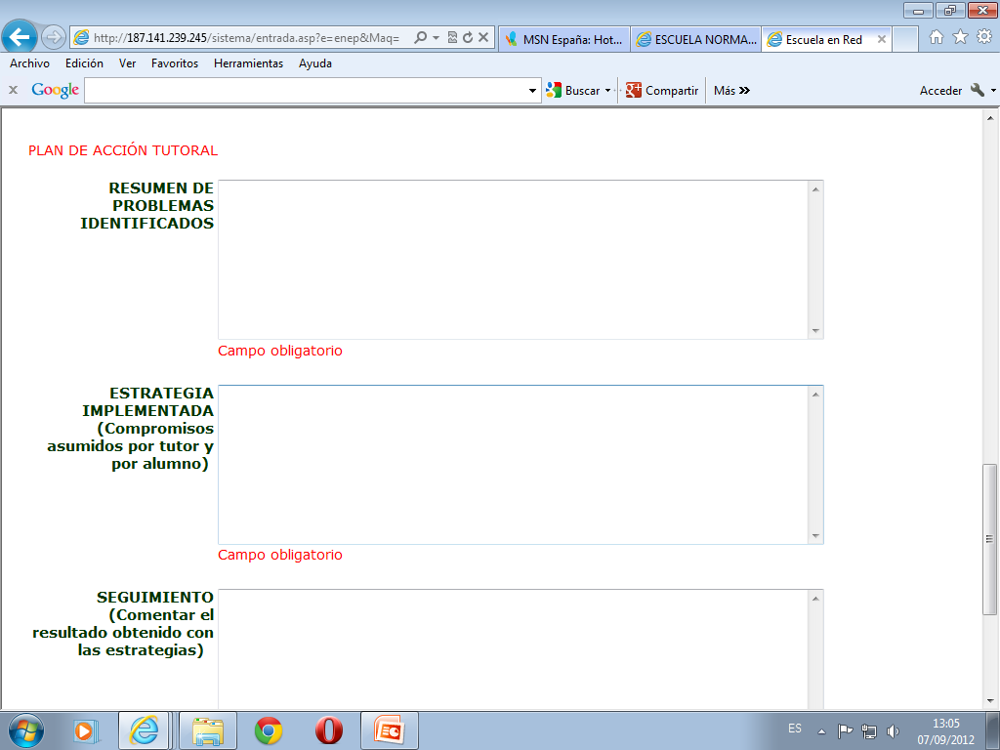 http://187.141.239.245/sistema/entrada.asp?e=enep&Maq=
MSN España: Hot...
ESCUELA NORMA...
Escuela en Red
Archivo Edición Ver Favoritos Herramientas Ayuda
x Google Buscar Compartir Más Acceder
PLAN DE ACCIÓN TUTORAL
RESUMEN DE
PROBLEMAS
IDENTIFICADOS
Campo obligatorio
ESTRATEGIA
IMPLEMENTADA
(Compromisos
asumidos por tutor y
por alumno)
Campo obligatorio
SEGUIMIENTO
(Comentar el
resultado obtenido con
las estrategias)
ES
13:05
07/09/2012